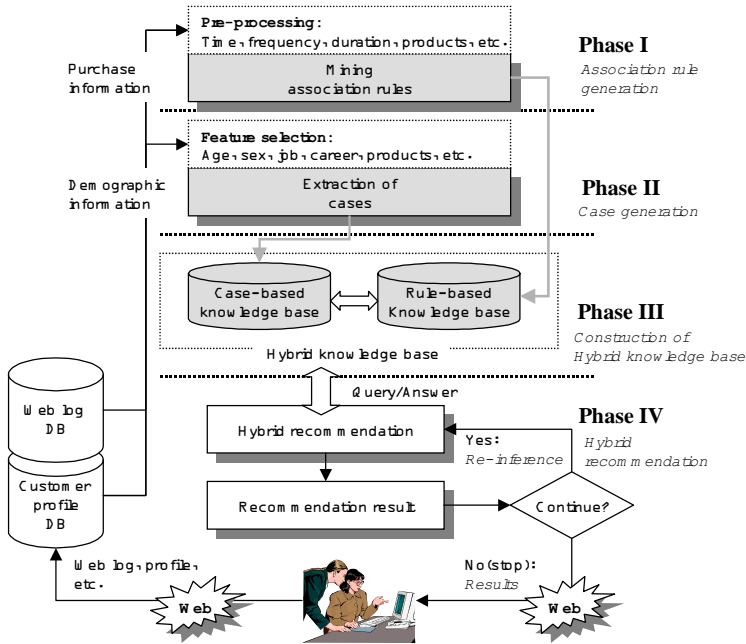 Pre-processing:
Time, frequency, duration, products, etc.
Mining
association rules
Phase I
Association rule
generation
Purchase
information
Feature selection:
Age, sex, job, career, products, etc.
Extraction of
cases
Phase II
Case generation
Demographic
information
Case-based
knowledge base
Rule-based
Knowledge base
Hybrid knowledge base
Phase III
Construction of
Hybrid knowledge base
Query/Answer
Web log
DB
Customer
profile
DB
Hybrid recommendation
Yes:
Re-inference
Phase IV
Hybrid
recommendation
Recommendation result
Continue?
No(stop):
Results
Web log, profile,
etc.
Web
Web